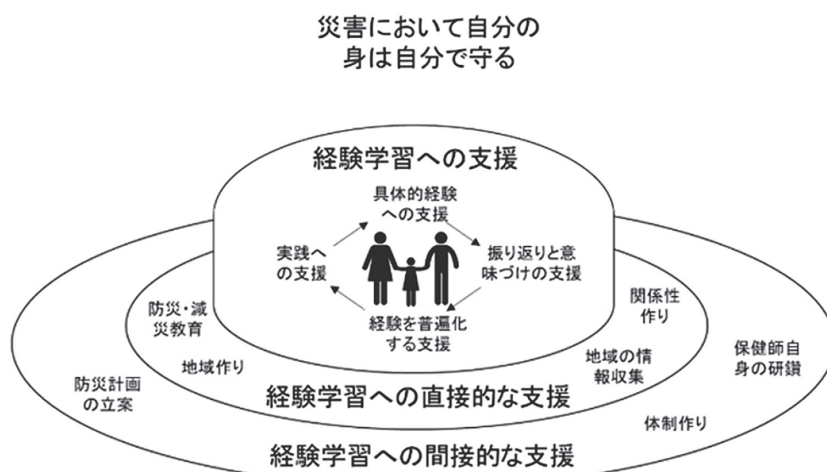 災害において自分の
身は自分で守る
経験学習への支援
具体的経験
への支援
実践へ
の支援
振り返りと意
味づけの支援
経験を普遍化
する支援
防災・減
災教育
関係性
作り
地域作り
地域の情
報収集
保健師自
身の研鑽
防災計画
の立案
経験学習への直接的な支援
体制作り
経験学習への間接的な支援